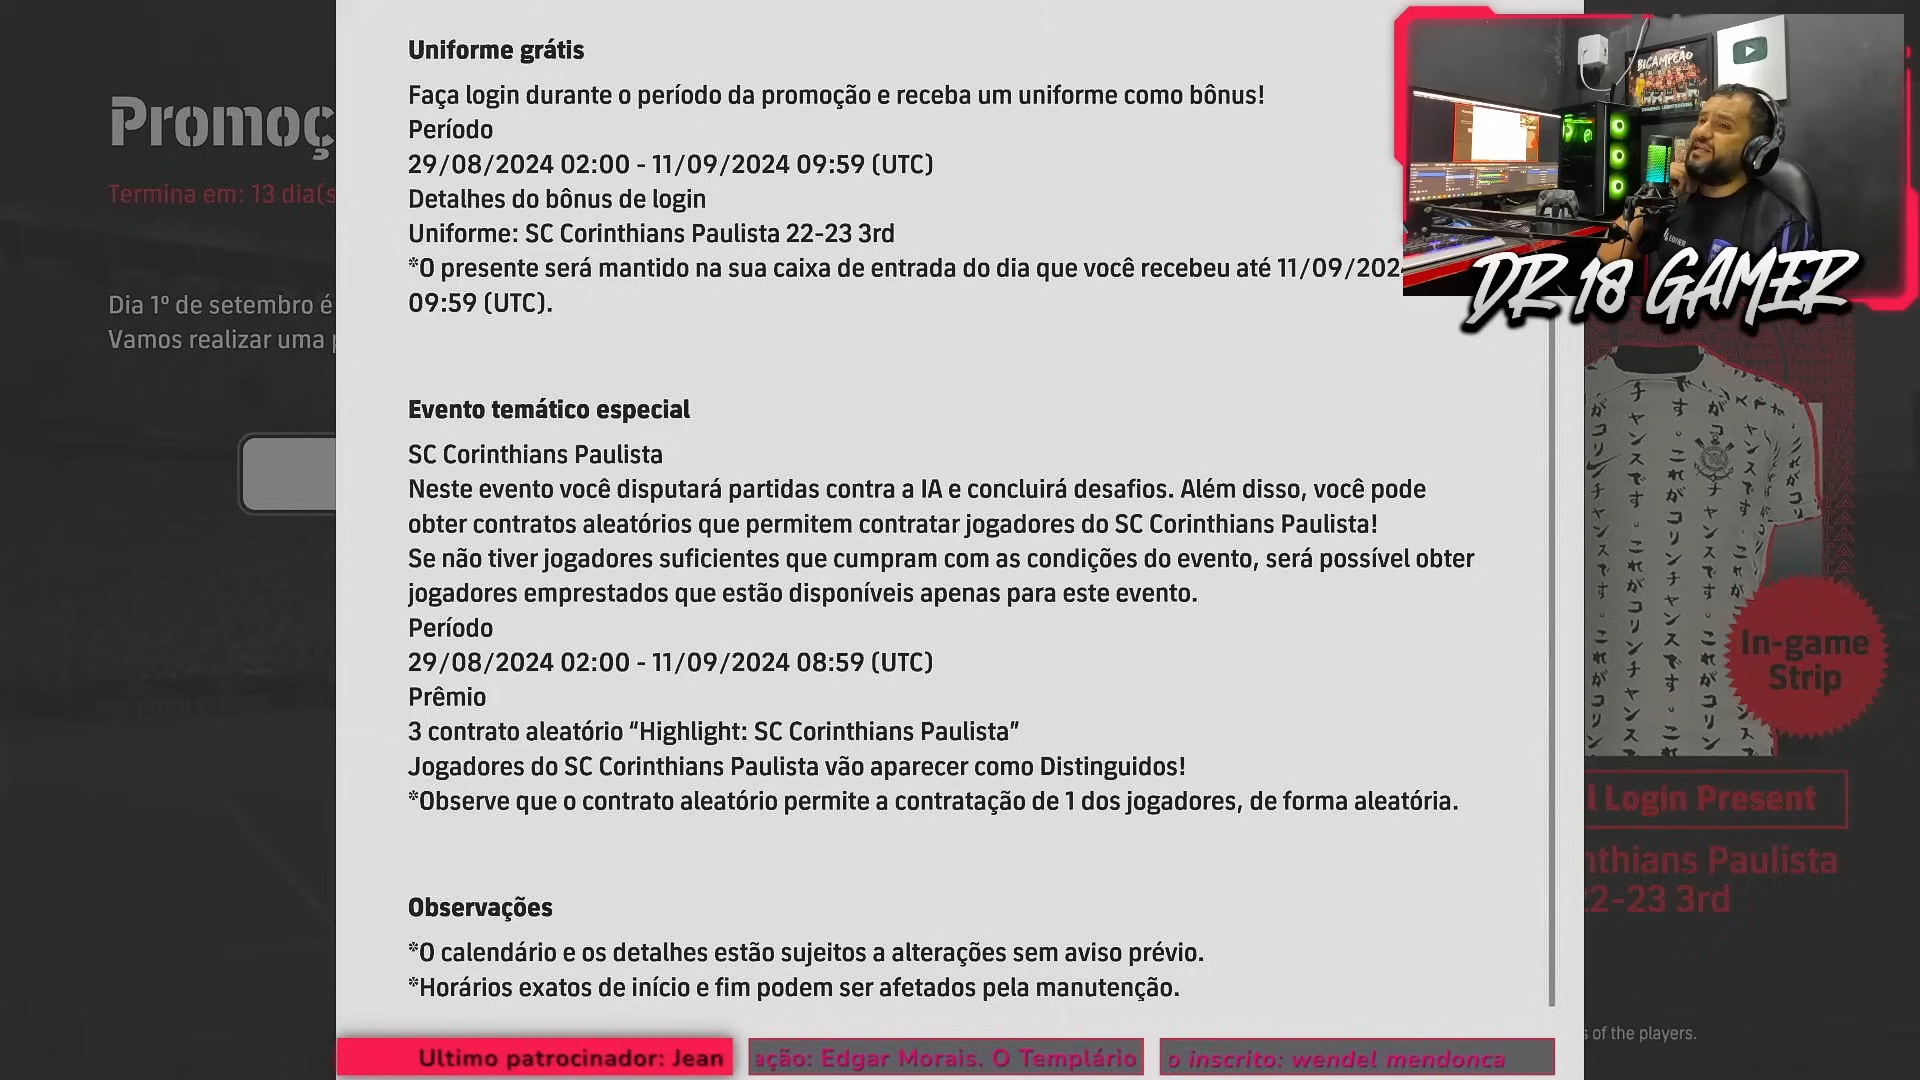 Uniforme grátis
Faça login durante o período da promoção e receba um uniforme como bônus!
Período
29/08/2024 02:00 - 11/09/2024 09:59 (UTC)
Detalhes do bônus de login
Uniforme: SC Corinthians Paulista 22-23 3rd
*O presente será mantido na sua caixa de entrada do dia que você recebeu até 11/09/202
09:59 (UTC).
Evento temático especial
SC Corinthians Paulista
Neste evento você disputará partidas contra a IA e concluirá desafios. Além disso, você pode
obter contratos aleatórios que permitem contratar jogadores do SC Corinthians Paulista!
Se não tiver jogadores suficientes que cumpram com as condições do evento, será possível obter
jogadores emprestados que estão disponíveis apenas para este evento.
Período
29/08/2024 02:00 - 11/09/2024 08:59 (UTC)
Prêmio
3 contrato aleatório “Highlight: SC Corinthians Paulista”
Jogadores do SC Corinthians Paulista vão aparecer como Distinguidos!
*Observe que o contrato aleatório permite a contratação de 1 dos jogadores, de forma aleatória.
Observações
*O calendário e os detalhes estão sujeitos a alterações sem aviso prévio.
*Horários exatos de início e fim podem ser afetados pela manutenção.
Promoç
Termina em: 13 dia(s
Dia 1º de setembro é
Vamos realizar uma p
BICAMPEÃO
DR 18 GAMER
In-game
Strip
l Login Present
nthians Paulista
22-23 3rd
s of the players.
Ultimo patrocinador: Jean
ação: Edgar Morais. O Templário
o inscrito: wendel mendonca